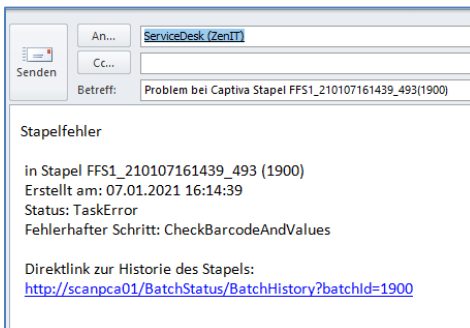 An...
ServiceDesk (ZenIT)
Senden
Cc...
Betreff:
Problem bei Captiva Stapel FFS1_210107161439_493(1900)
Stapelfehler
in Stapel FFS1_210107161439_493 (1900)
Erstellt am: 07.01.2021 16:14:39
Status: TaskError
Fehlerhafter Schritt: CheckBarcodeAndValues
Direktlink zur Historie des Stapels:
http://scanpca01/BatchStatus/BatchHistory?batchId=1900